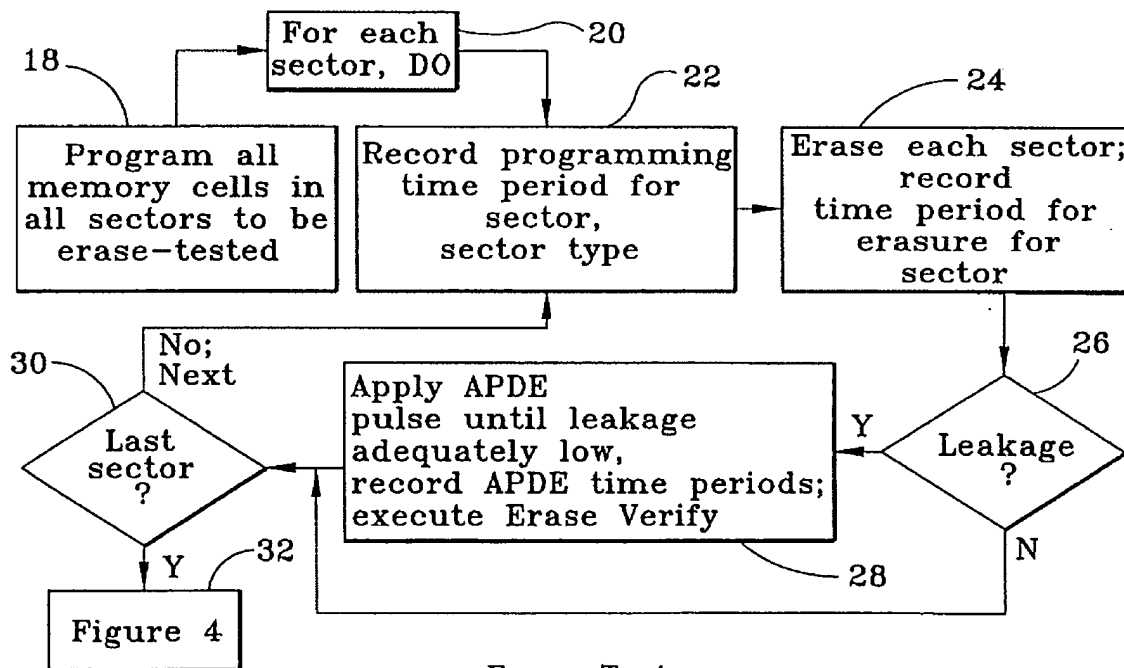 For each
sector, DO
20
18
22
24
Program all
memory cells in
all sectors to be
erase-tested
Record programming
time period for
sector,
sector type
Erase each sector;
record
time period for
erasure for
sector
No;
Next
30
26
Last
sector
?
Apply APDE
pulse until leakage
adequately low,
record APDE time periods;
execute Erase Verify
Y
Leakage
?
N
28
Y
32
Figure 4